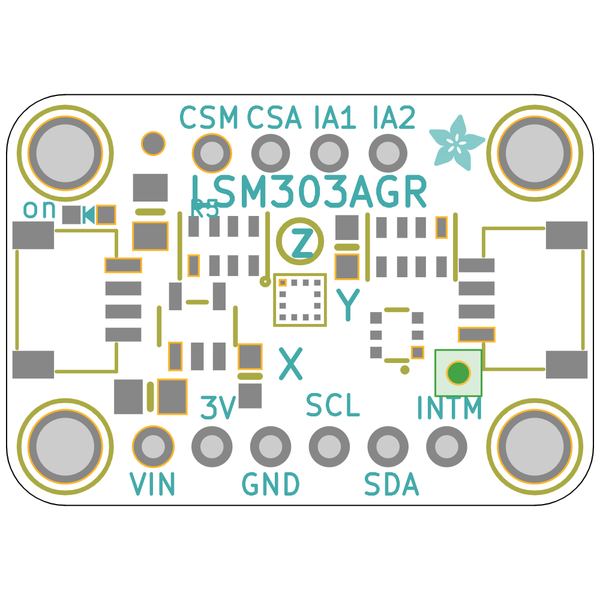 CSM CSA IA1 IA2
LSM303AGR
on
R5
Z
Y
X
3V SCL INTM
VIN GND SDA